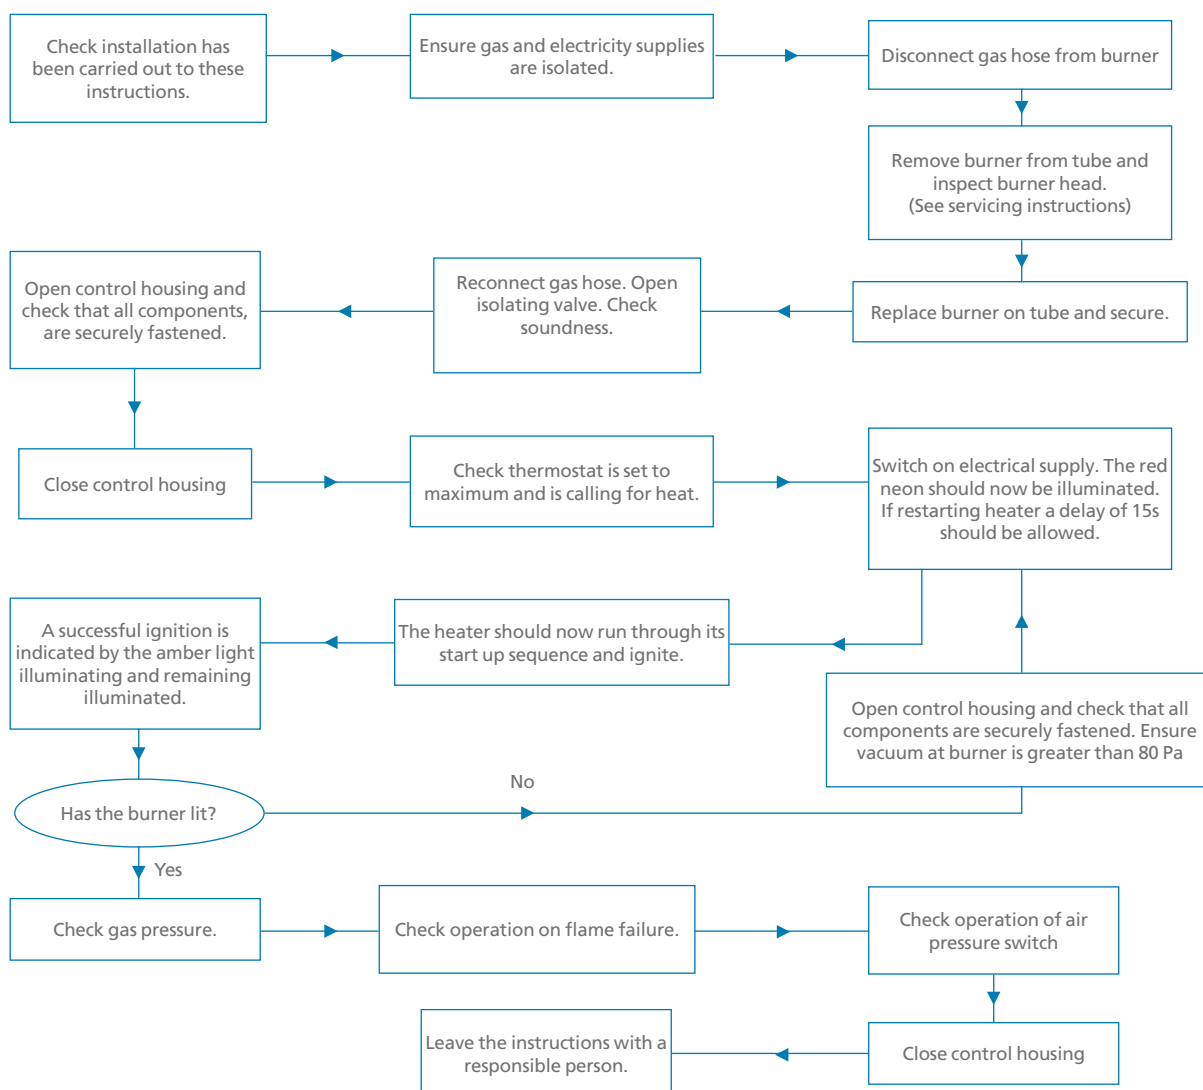 Check installation has
been carried out to these
instructions.
Ensure gas and electricity supplies
are isolated.
Disconnect gas hose from burner
Remove burner from tube and
inspect burner head.
(See servicing instructions)
Replace burner on tube and secure.
Reconnect gas hose. Open
isolating valve. Check
soundness.
Open control housing and
check that all components,
are securely fastened.
Close control housing
Check thermostat is set to
maximum and is calling for heat.
Switch on electrical supply. The red
neon should now be illuminated.
If restarting heater a delay of 15s
should be allowed.
The heater should now run through its
start up sequence and ignite.
A successful ignition is
indicated by the amber light
illuminating and remaining
illuminated.
Has the burner lit?
No
Open control housing and check that all
components are securely fastened. Ensure
vacuum at burner is greater than 80 Pa
Yes
Check gas pressure.
Check operation on flame failure.
Check operation of air
pressure switch
Close control housing
Leave the instructions with a
responsible person.